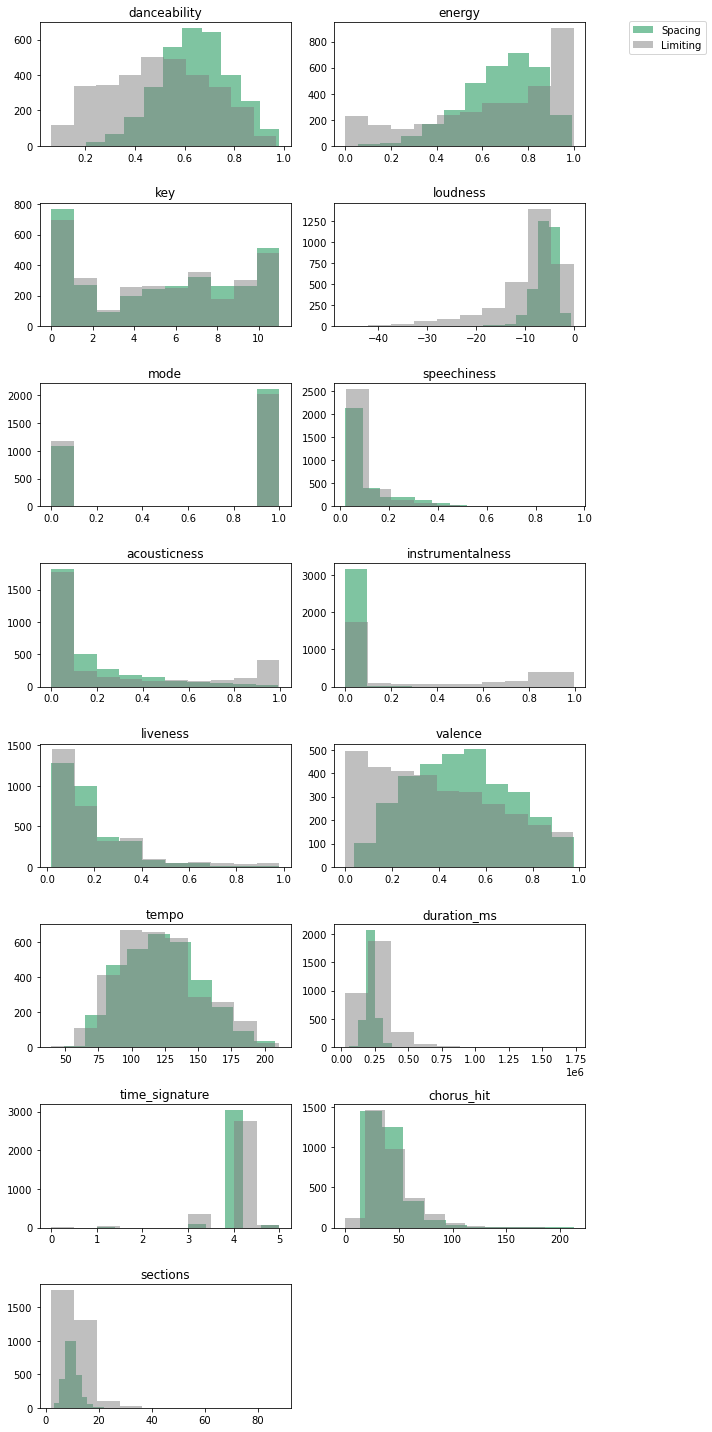 danceability
600
400
200
0
0.2 0.4 0.6 0.8 1.0
energy
800
600
400
200
0
0.0 0.2 0.4 0.6 0.8 1.0
Spacing
Limiting
key
800
600
400
200
0
0 2 4 6 8 10
loudness
1250
1000
750
500
250
0
−40 −30 −20 −10 0
mode
2000
1500
1000
500
0
0.0 0.2 0.4 0.6 0.8 1.0
speechiness
2500
2000
1500
1000
500
0
0.0 0.2 0.4 0.6 0.8 1.0
acousticness
1500
1000
500
0
0.0 0.2 0.4 0.6 0.8 1.0
instrumentalness
3000
2000
1000
0
0.0 0.2 0.4 0.6 0.8 1.0
liveness
1500
1000
500
0
0.0 0.2 0.4 0.6 0.8 1.0
valence
500
400
300
200
100
0
0.0 0.2 0.4 0.6 0.8 1.0
tempo
600
400
200
0
50 75 100 125 150 175 200
duration_ms
2000
1500
1000
500
0
0.00 0.25 0.50 0.75 1.00 1.25 1.50 1.75
1e6
time_signature
3000
2000
1000
0
0 1 2 3 4 5
chorus_hit
1500
1000
500
0
0 50 100 150 200
sections
1500
1000
500
0
0 20 40 60 80